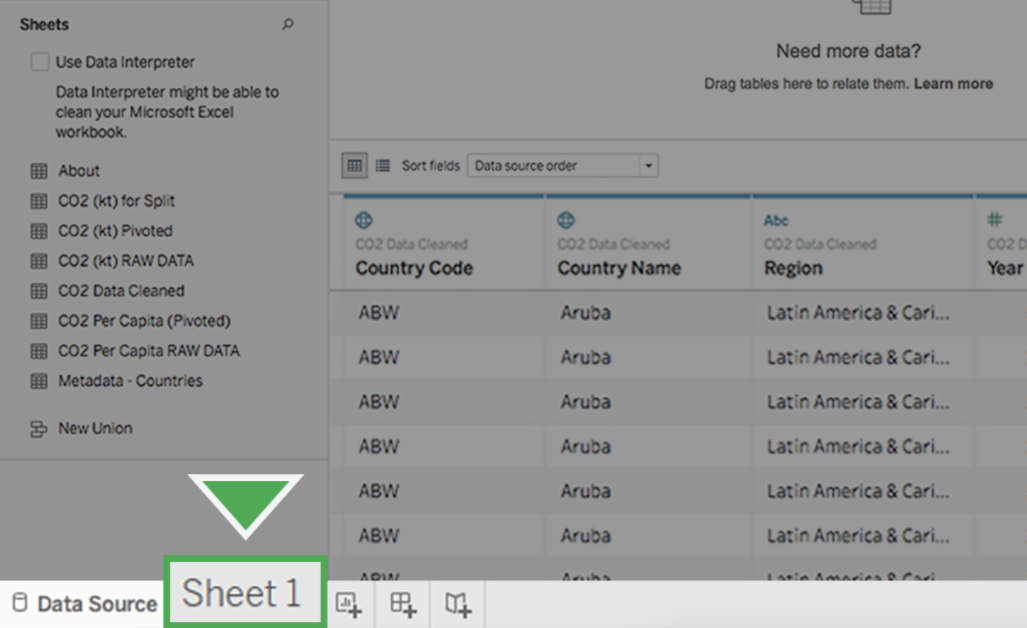 Sheets
Use Data Interpreter
Data Interpreter might be able to
clean your Microsoft Excel
workbook.
About
CO2 (kt) for Split
CO2 (kt) Pivoted
CO2 (kt) RAW DATA
CO2 Data Cleaned
CO2 Per Capita (Pivoted)
CO2 Per Capita RAW DATA
Metadata - Countries
New Union
Need more data?
Drag tables here to relate them. Learn more
Sort fields Data source order
Abc #
CO2 Data Cleaned CO2 Data Cleaned CO2 Data Cleaned CO2 D
Country Code Country Name Region Year
ABW Aruba Latin America & Cari...
ABW Aruba Latin America & Cari...
ABW Aruba Latin America & Cari...
ABW Aruba Latin America & Cari...
ABW Aruba Latin America & Cari...
ABW Aruba Latin America & Cari...
ABW Aruba Latin America & Cari...
Data Source Sheet 1